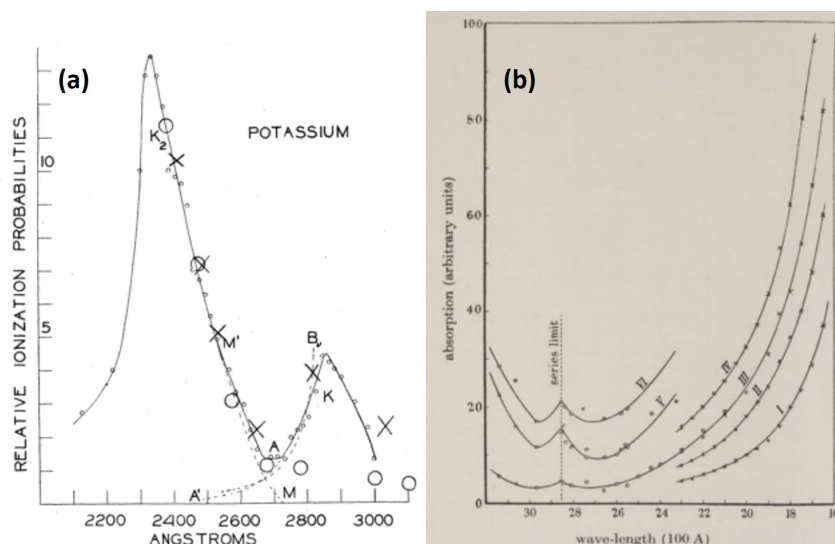 (a)
POTASSIUM
RELATIVE IONIZATION PROBABILITIES
10
5
K2
M'
A
B,
K
A'
M
2200 2400 2600 2800 3000
ANGSTROMS
(b)
100
80
60
40
20
0
absorption (arbitrary units)
series limit
VI
V
IV
III
II
I
30 28 26 24 22 20 18 16
wave-length (100 A)